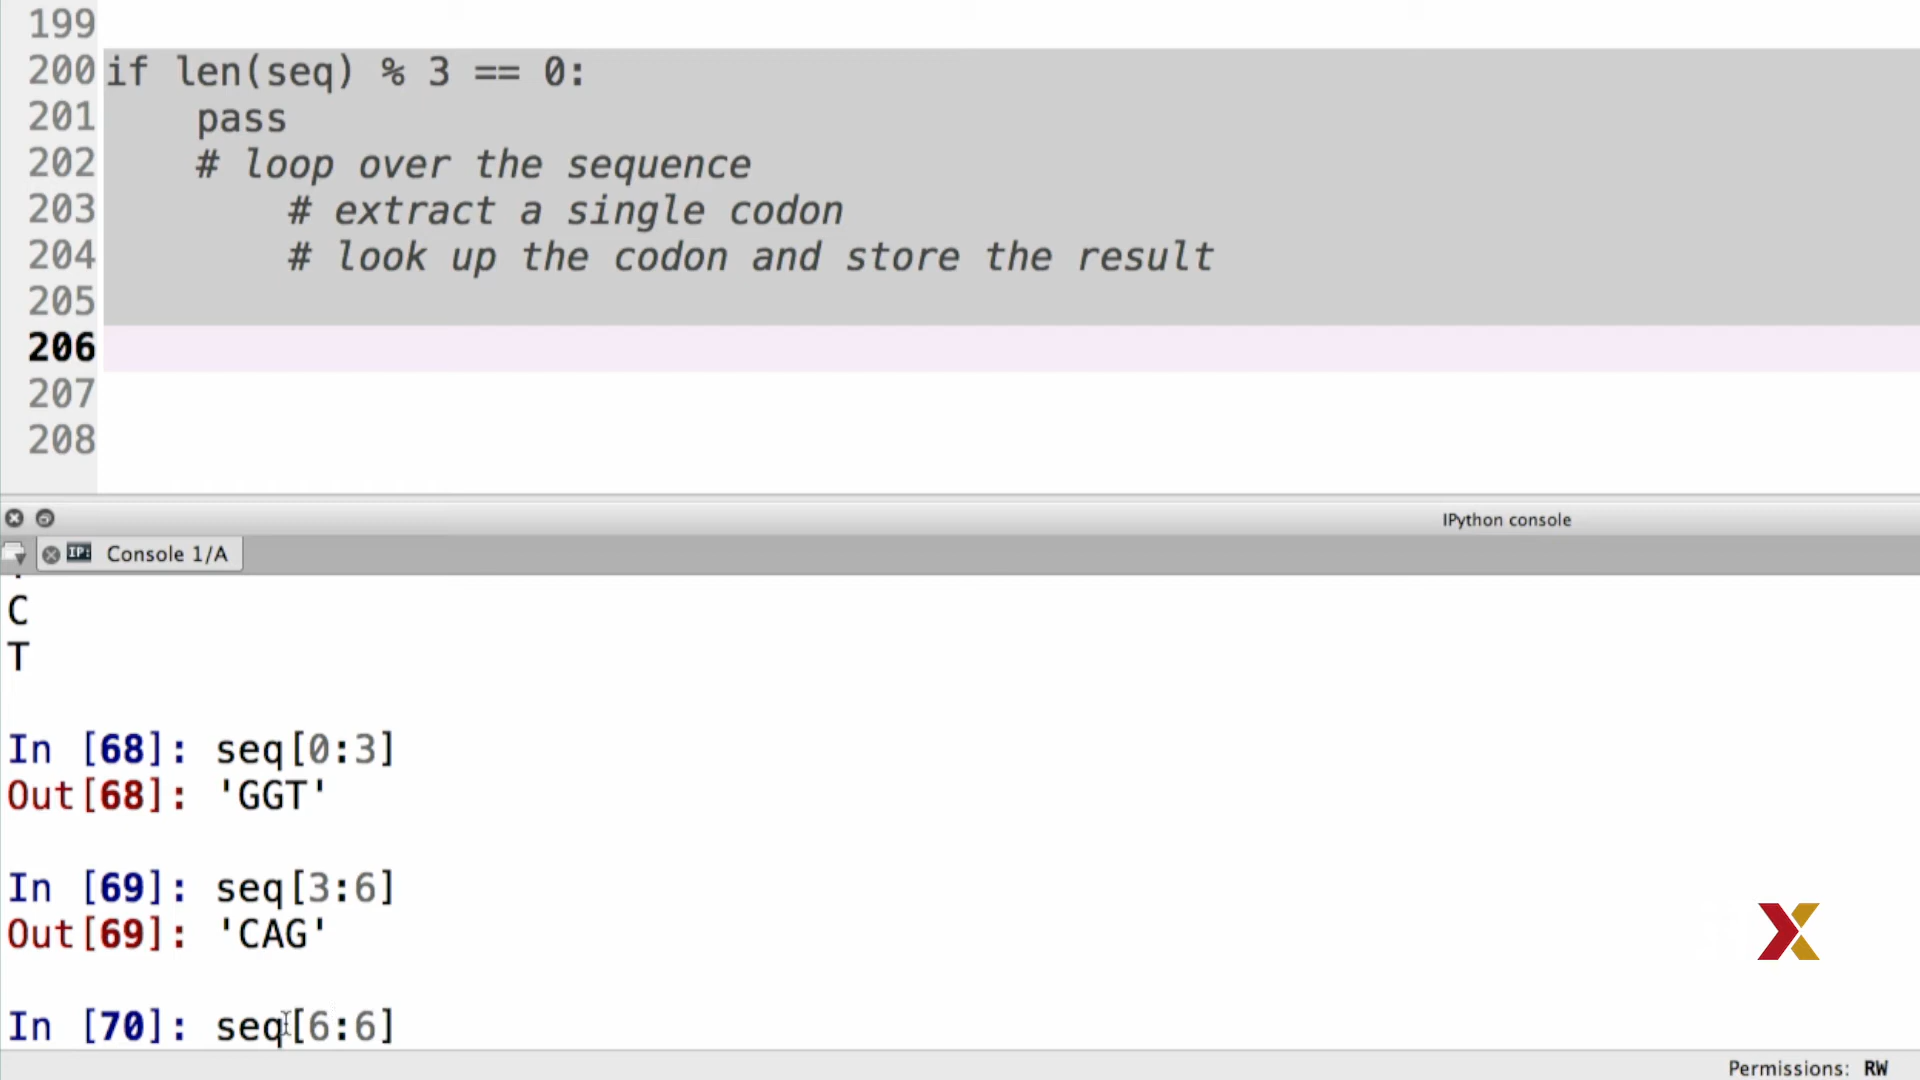 199
200 if len(seq) % 3 == 0:
201 pass
202 # loop over the sequence
203 # extract a single codon
204 # look up the codon and store the result
205
206
207
208
IPython console
IP: Console 1/A
C
T
In [68]: seq[0:3]
Out[68]: 'GGT'
In [69]: seq[3:6]
Out[69]: 'CAG'
In [70]: seq[6:6]
Permissions: RW